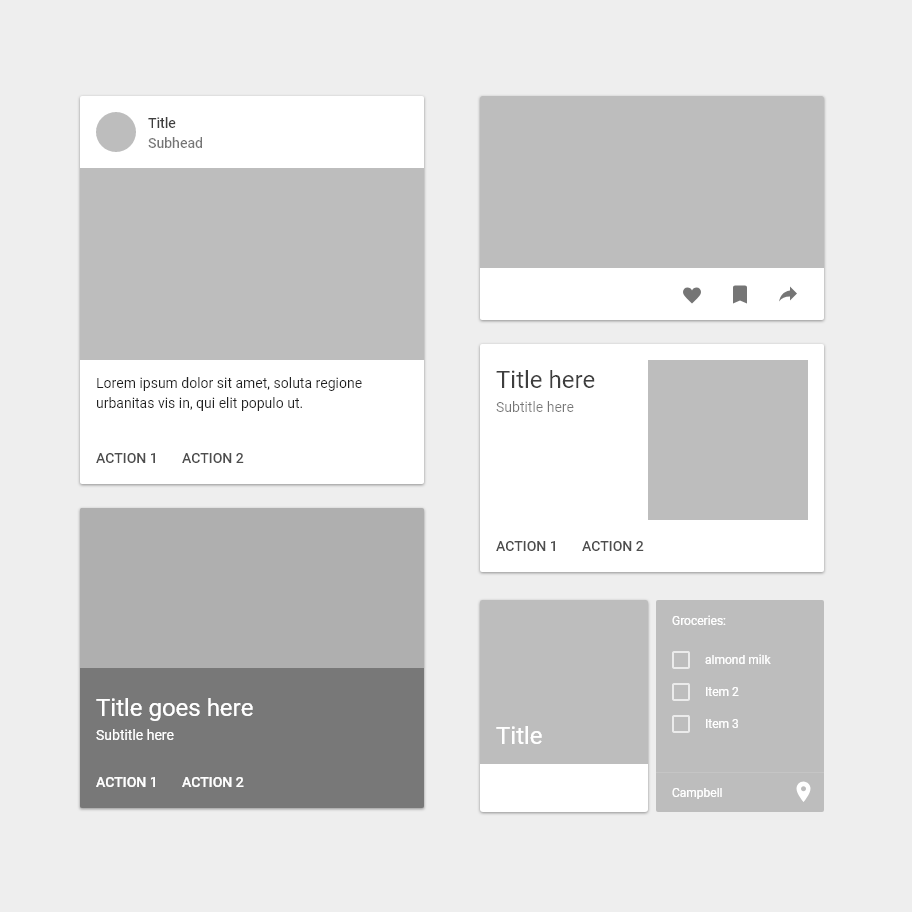 Title
Subhead
Lorem ipsum dolor sit amet, soluta regione
urbanitas vis in, qui elit populo ut.
ACTION 1 ACTION 2
Title goes here
Subtitle here
ACTION 1 ACTION 2
Title here
Subtitle here
ACTION 1 ACTION 2
Title
Groceries:
almond milk
Item 2
Item 3
Campbell